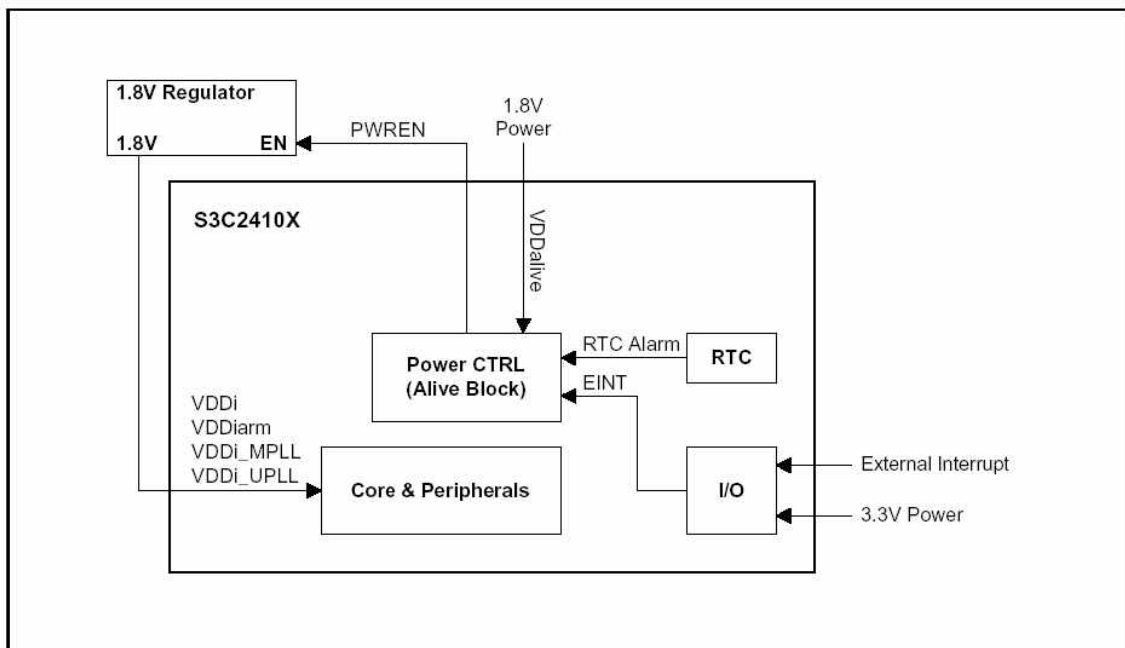 1.8V Regulator
1.8V EN
PWREN
1.8V
Power
S3C2410X
VDDalive
Power CTRL
(Alive Block)
RTC Alarm
RTC
EINT
VDDi
VDDiarm
VDDi_MPLL
VDDi_UPLL
Core & Peripherals
I/O
External Interrupt
3.3V Power